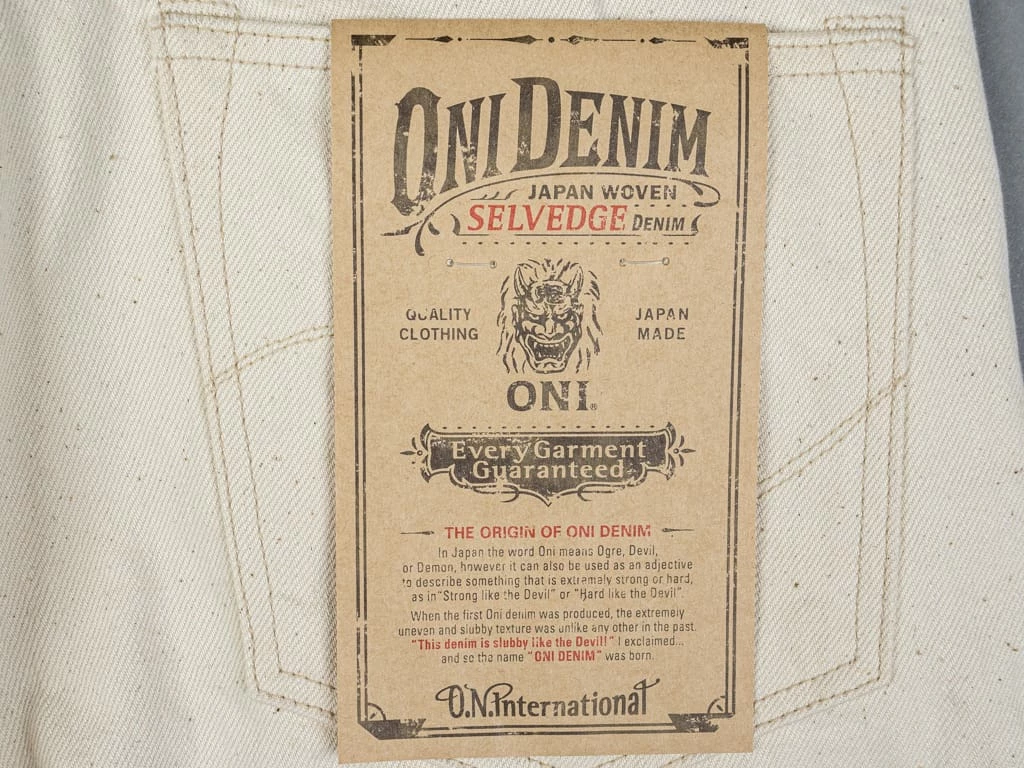 ONI DENIM
JAPAN WOVEN
SELVEDGE DENIM
QUALITY
CLOTHING
JAPAN
MADE
ONI®
Every Garment
Guaranteed
THE ORIGIN OF ONI DENIM
In Japan the word Oni means Ogre, Devil,
or Demon, however it can also be used as an adjective
to describe something that is extremely strong or hard,
as in "Strong like the Devil" or "Hard like the Devil".
When the first Oni denim was produced, the extremely
uneven and slubby texture was unlike any other in the past.
"This denim is slubby like the Devil!" I exclaimed...
and so the name "ONI DENIM" was born.
O.N.International